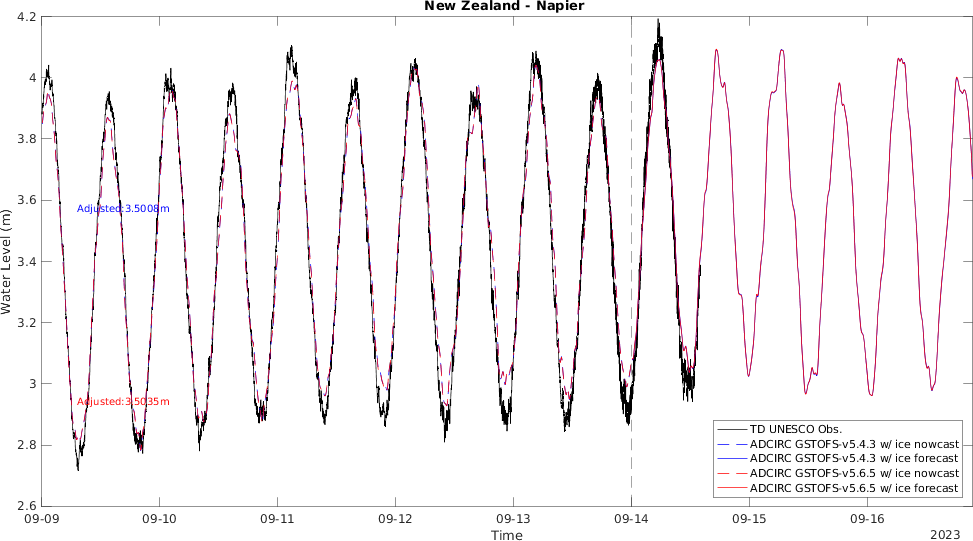 New Zealand - Napier
4.2
4
3.8
3.6
3.4
3.2
3
2.8
2.6
Water Level (m)
Adjusted:3.5008m
Adjusted:3.5035m
TD UNESCO Obs.
ADCIRC GSTOFS-v5.4.3 w/ ice nowcast
ADCIRC GSTOFS-v5.4.3 w/ ice forecast
ADCIRC GSTOFS-v5.6.5 w/ ice nowcast
ADCIRC GSTOFS-v5.6.5 w/ ice forecast
09-09
09-10
09-11
09-12
09-13
09-14
09-15
09-16
Time
2023